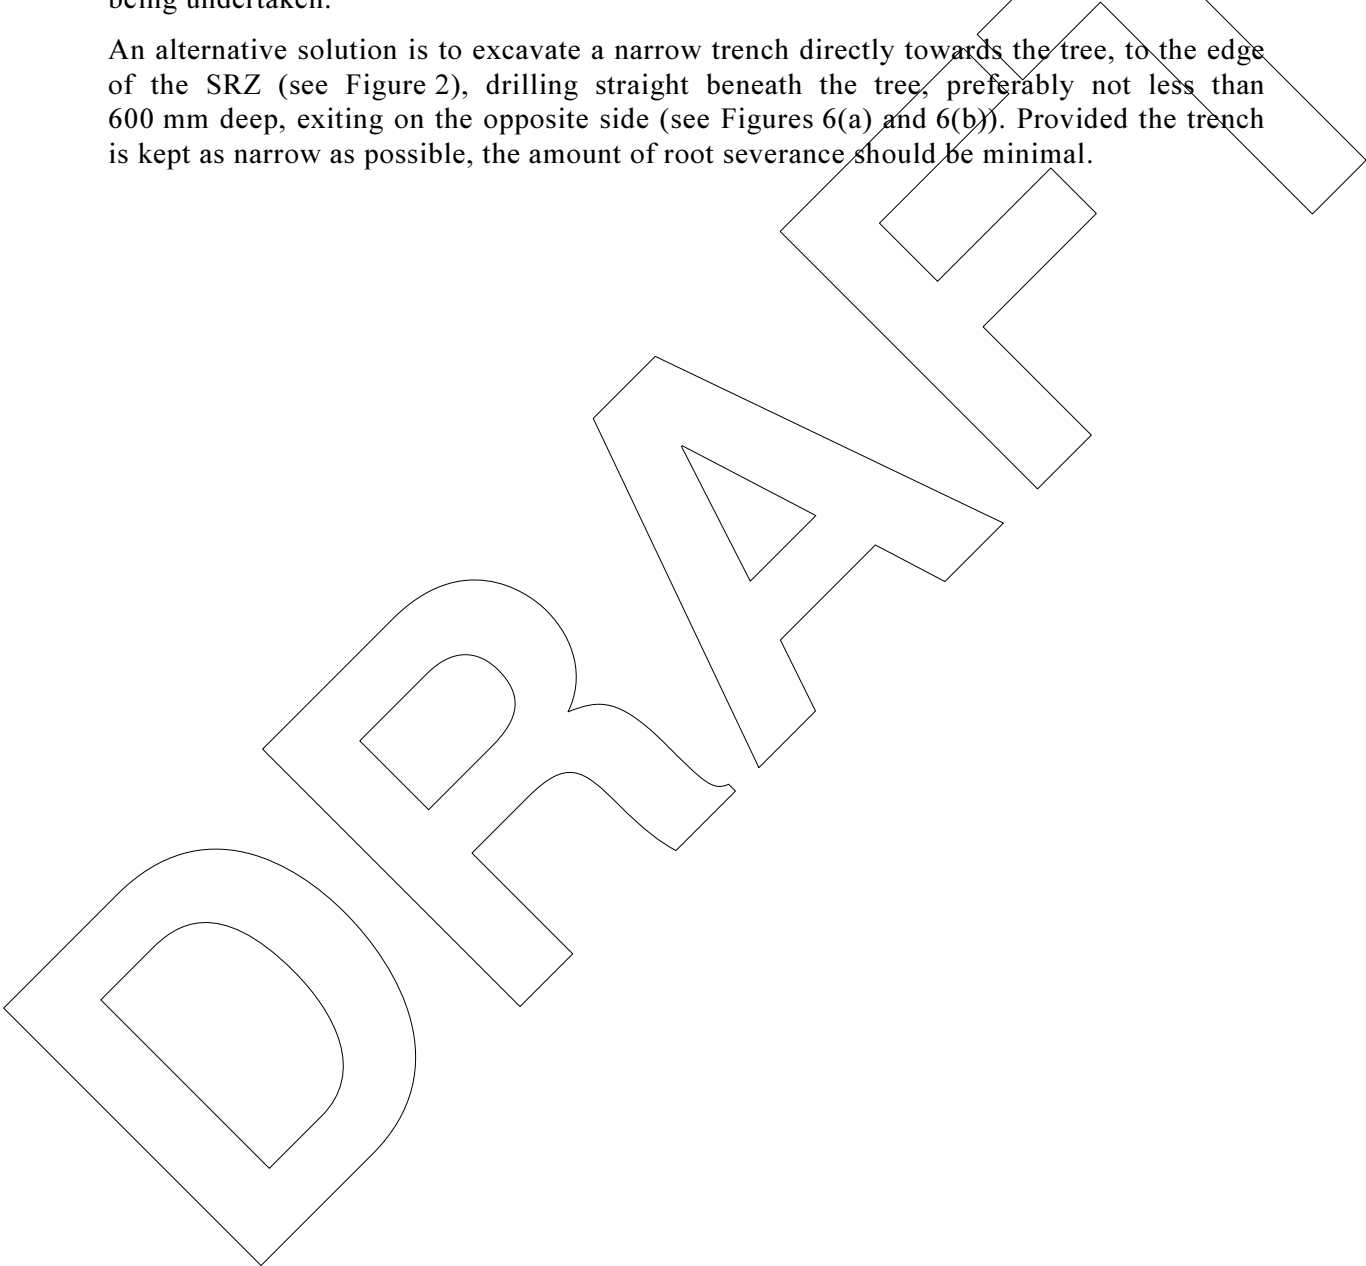 being undertaken.
An alternative solution is to excavate a narrow trench directly towards the tree, to the edge
of the SRZ (see Figure 2), drilling straight beneath the tree, preferably not less than
600 mm deep, exiting on the opposite side (see Figures 6(a) and 6(b)). Provided the trench
is kept as narrow as possible, the amount of root severance should be minimal.
DRAFT